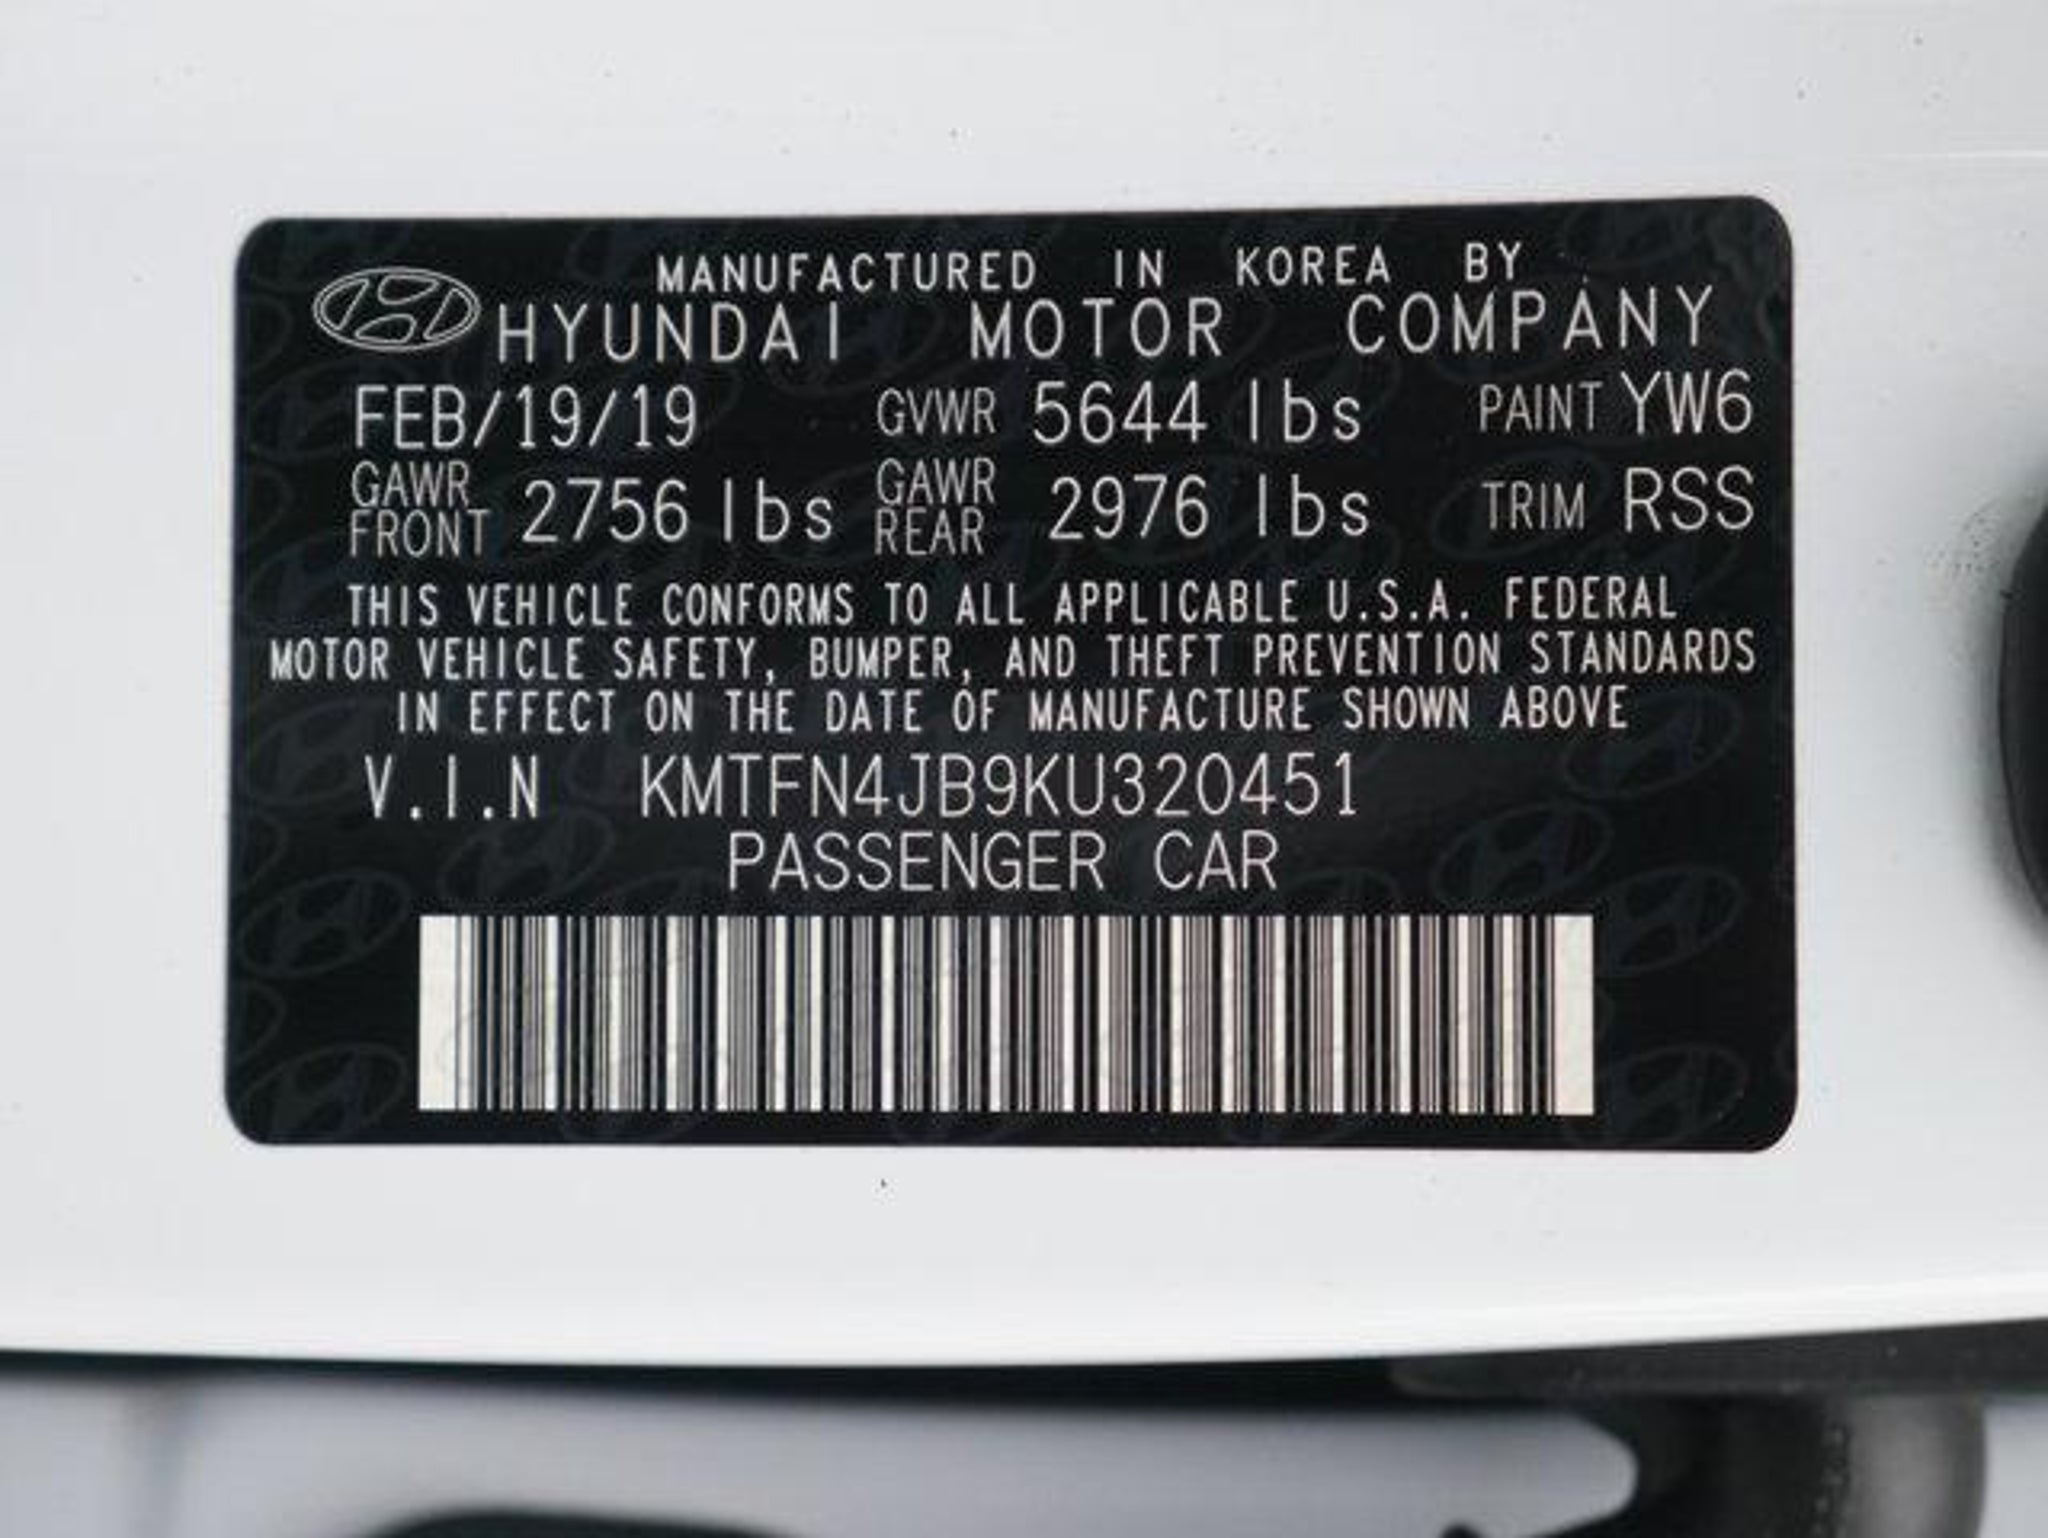 MANUFACTURED IN KOREA BY
HYUNDAI MOTOR COMPANY
FEB/19/19 GVWR 5644 lbs PAINT YW6
GAWR FRONT 2756 lbs GAWR REAR 2976 lbs TRIM RSS
THIS VEHICLE CONFORMS TO ALL APPLICABLE U.S.A. FEDERAL
MOTOR VEHICLE SAFETY, BUMPER, AND THEFT PREVENTION STANDARDS
IN EFFECT ON THE DATE OF MANUFACTURE SHOWN ABOVE
V.I.N KMTFN4JB9KU320451
PASSENGER CAR